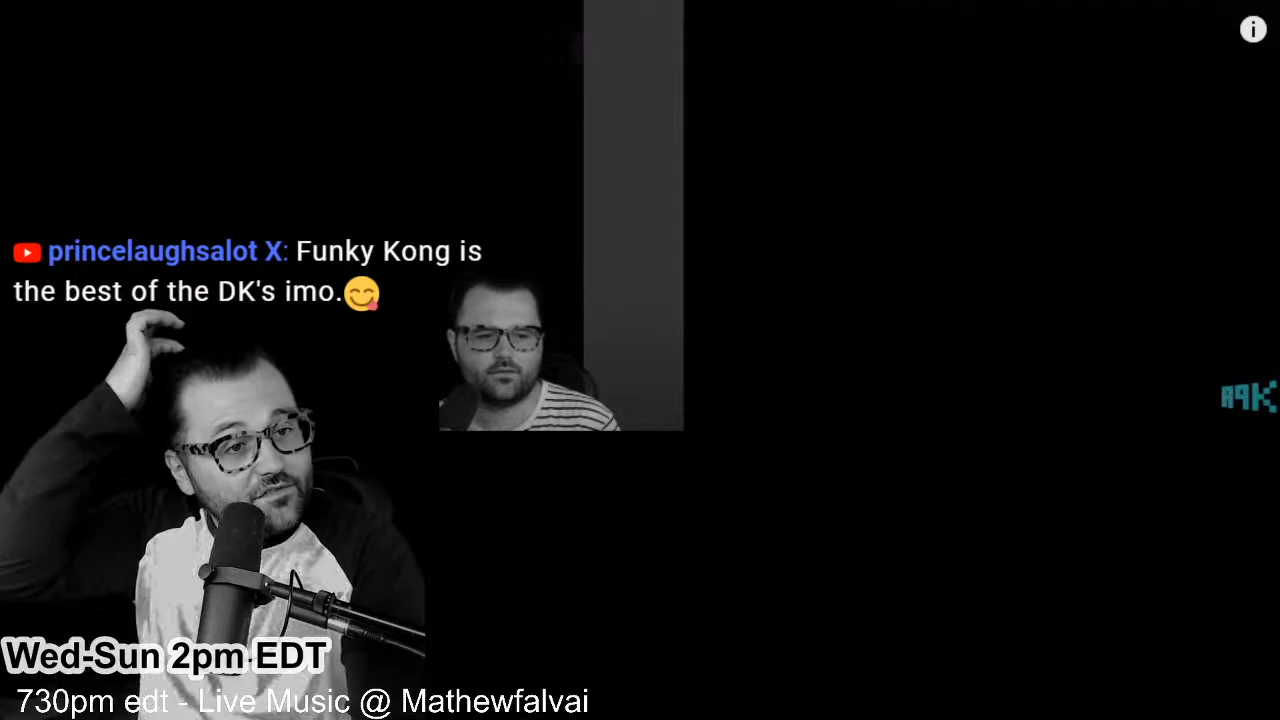 princelaughsalot X: Funky Kong is
the best of the DK's imo.😋
A9K
Wed-Sun 2pm EDT
730pm edt - Live Music @ Mathewfalvai